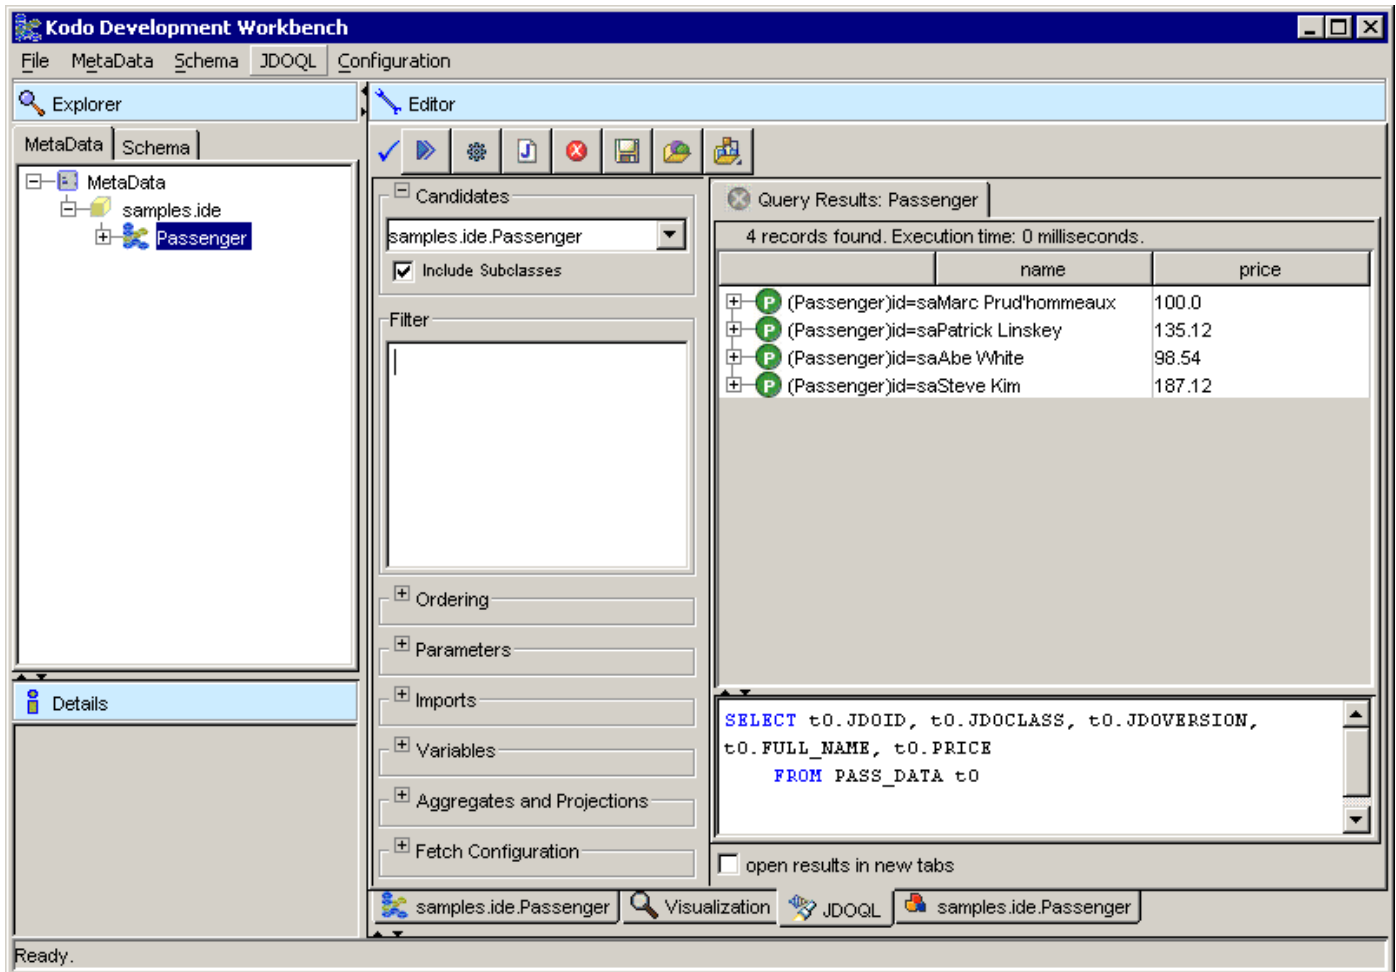 Kodo Development Workbench
File MetaData Schema JDOQL Configuration
Explorer
MetaData Schema
MetaData
samples.ide
Passenger
Details
Editor
Candidates
samples.ide.Passenger
Include Subclasses
Filter
Ordering
Parameters
Imports
Variables
Aggregates and Projections
Fetch Configuration
Query Results: Passenger
4 records found. Execution time: 0 milliseconds.
name price
(Passenger)id=saMarc Prud'hommeaux 100.0
(Passenger)id=saPatrick Linskey 135.12
(Passenger)id=saAbe White 98.54
(Passenger)id=saSteve Kim 187.12
SELECT t0.JDOID, t0.JDOCLASS, t0.JDOVERSION,
t0.FULL_NAME, t0.PRICE
FROM PASS_DATA t0
open results in new tabs
samples.ide.Passenger Visualization JDOQL samples.ide.Passenger
Ready.